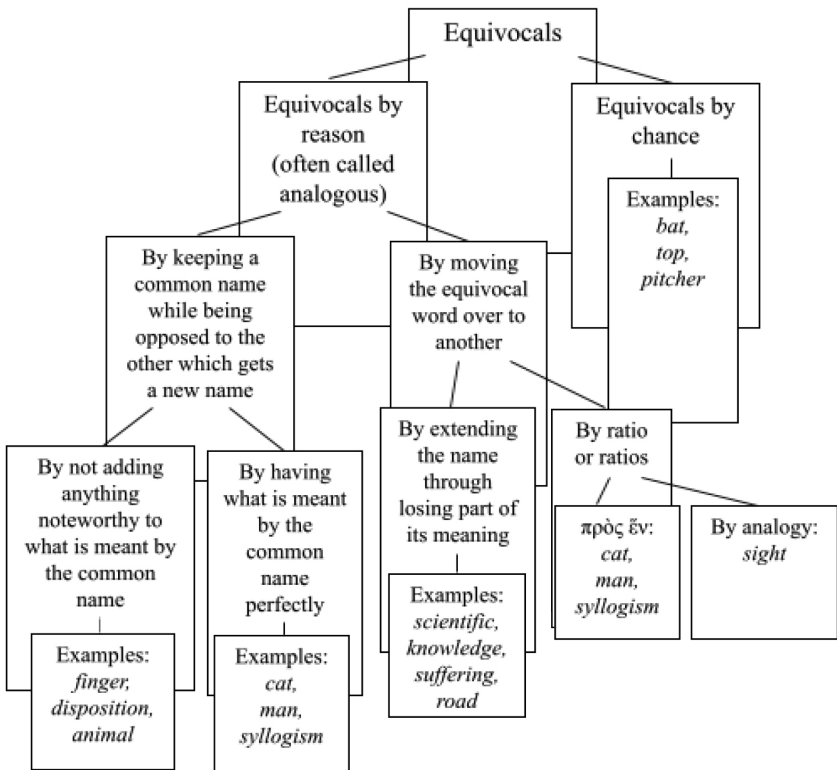 Equivocals
Equivocals by
reason
(often called
analogous)
Equivocals by
chance
Examples:
bat,
top,
pitcher
By keeping a
common name
while being
opposed to the
other which gets
a new name
By moving
the equivocal
word over to
another
By not adding
anything
noteworthy to
what is meant by
the common
name
Examples:
finger,
disposition,
animal
By having
what is meant
by the
common
name
perfectly
Examples:
cat,
man,
syllogism
By extending
the name
through
losing part of
its meaning
Examples:
scientific,
knowledge,
suffering,
road
By ratio
or ratios
πρὸς ἕν:
cat,
man,
syllogism
By analogy:
sight